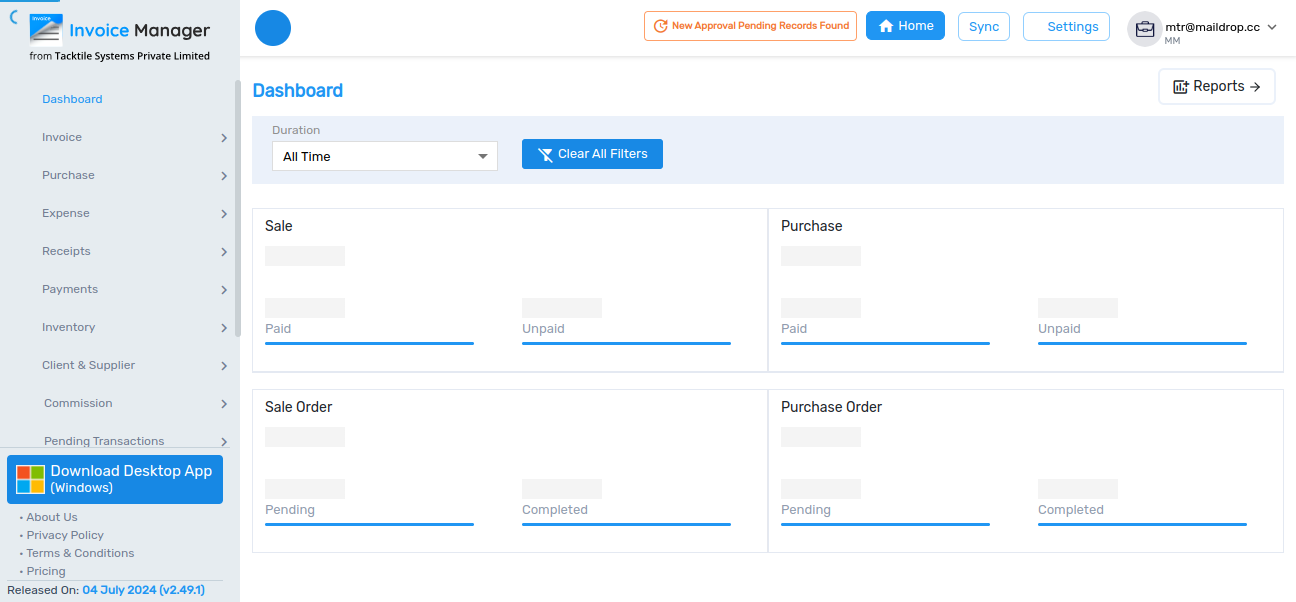 Invoice
Invoice Manager
from Tacktile Systems Private Limited
Dashboard
Invoice
Purchase
Expense
Receipts
Payments
Inventory
Client & Supplier
Commission
Pending Transactions
Download Desktop App
(Windows)
• About Us
• Privacy Policy
• Terms & Conditions
• Pricing
Released On: 04 July 2024 (v2.49.1)
New Approval Pending Records Found
Home
Sync
Settings
mtr@maildrop.cc
MM
Dashboard
Reports
Duration
All Time
Clear All Filters
Sale
Paid
Unpaid
Purchase
Paid
Unpaid
Sale Order
Pending
Completed
Purchase Order
Pending
Completed